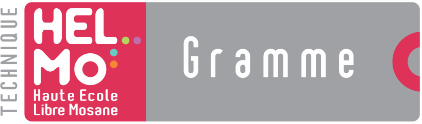 TECHNIQUE
HEL
MO
Haute Ecole
Libre Mosane
Gramme